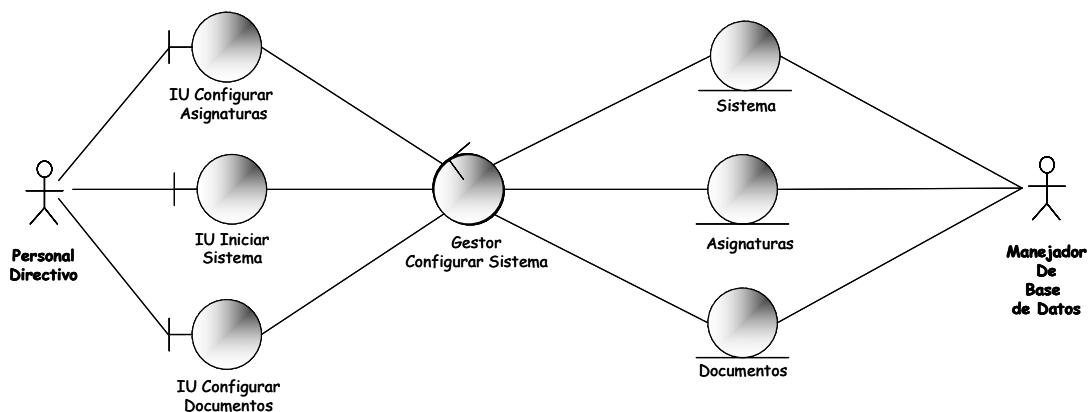 IU Configurar
Asignaturas
Sistema
Personal
Directivo
IU Iniciar
Sistema
Gestor
Configurar Sistema
Asignaturas
Manejador
De
Base
de Datos
IU Configurar
Documentos
Documentos